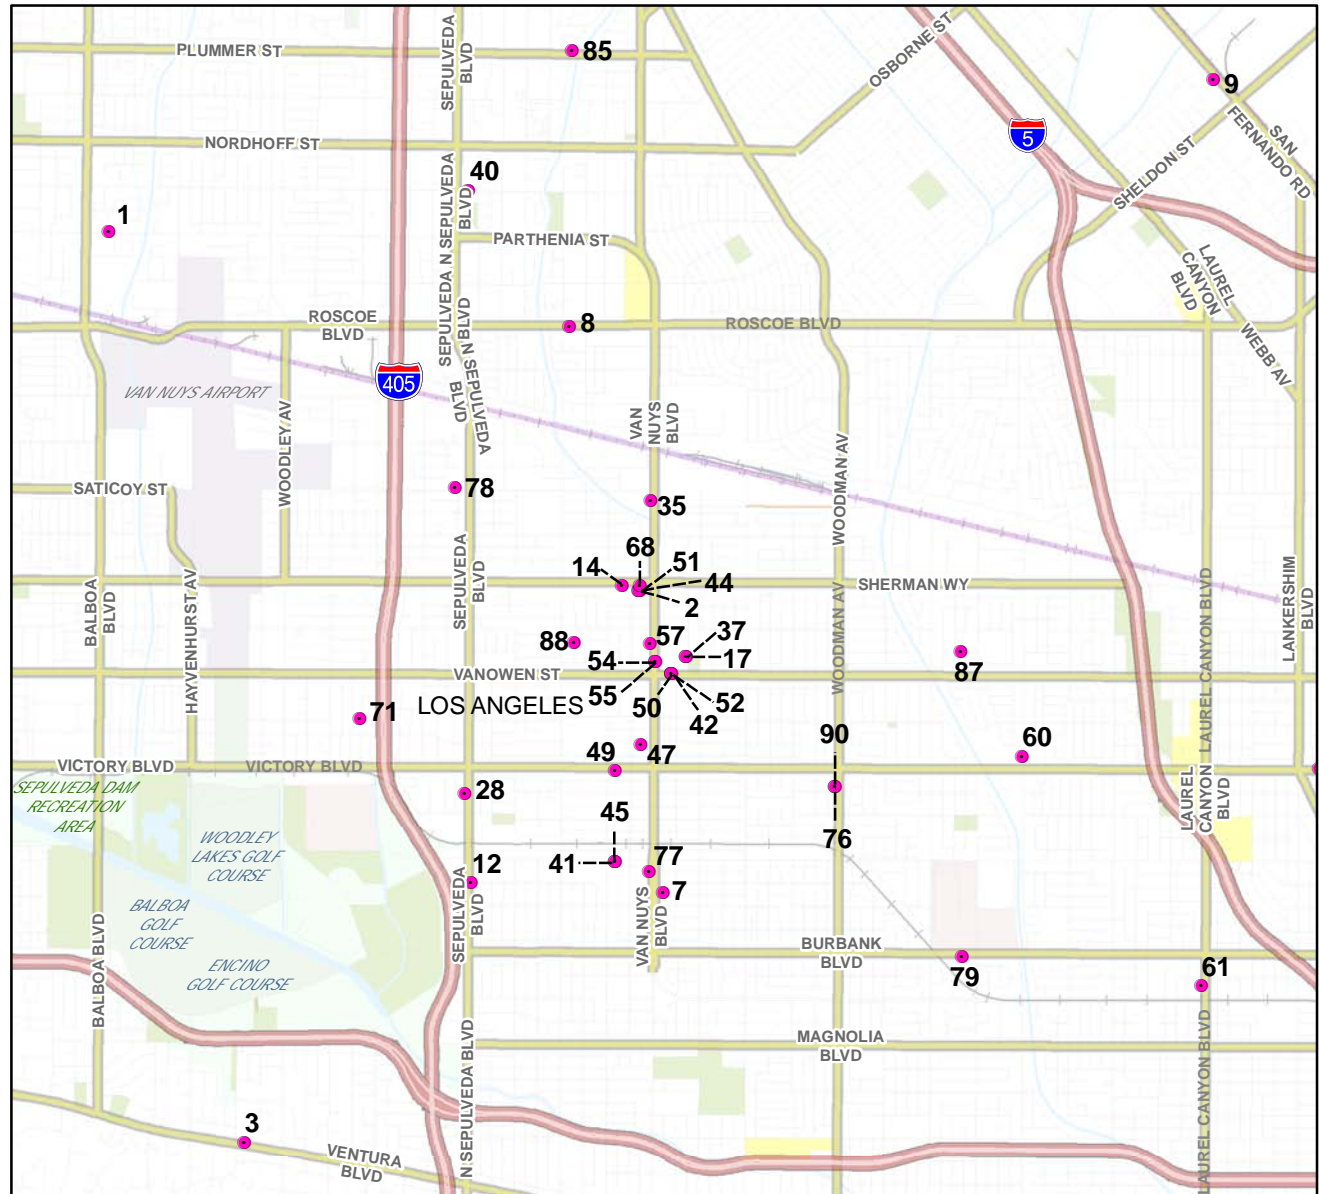 PLUMMER ST
85
SEPULVEDA
BLVD
OSBORNE ST
9
5
NORDHOFF ST
SAN
FERNANDO RD
SHELDON ST
40
1
SEPULVEDA
BLVD
N SEPULVEDA
BLVD
PARTHENIA ST
LAUREL
CANYON
BLVD
ROSCOE
BLVD
SEPULVEDA
BLVD
8
ROSCOE BLVD
WEBB AV
N SEPULVEDA
BLVD
405
VAN NUYS AIRPORT
WOODLEY AV
VAN
NUYS
BLVD
WOODMAN AV
SATICOY ST
78
35
SEPULVEDA
BLVD
68
51
14
44
2
SHERMAN WY
BALBOA
BLVD
HAYVENHURST AV
WOODMAN AV
LAUREL CANYON BLVD
LANKERSHIM
BLVD
88
57
37
54
17
87
VANOWEN ST
55
50
52
42
LOS ANGELES
71
90
60
47
49
VICTORY BLVD
VICTORY BLVD
SEPULVEDA DAM
RECREATION
AREA
28
LAUREL
CANYON
BLVD
LAUREL CANYON BLVD
45
76
WOODLEY
LAKES GOLF
COURSE
12
41
77
7
SEPULVEDA
BLVD
BALBOA
GOLF
COURSE
VAN NUYS
BLVD
BURBANK
BLVD
BALBOA BLVD
ENCINO
GOLF COURSE
79
61
MAGNOLIA
BLVD
N SEPULVEDA BLVD
LAUREL CANYON BLVD
3
VENTURA
BLVD